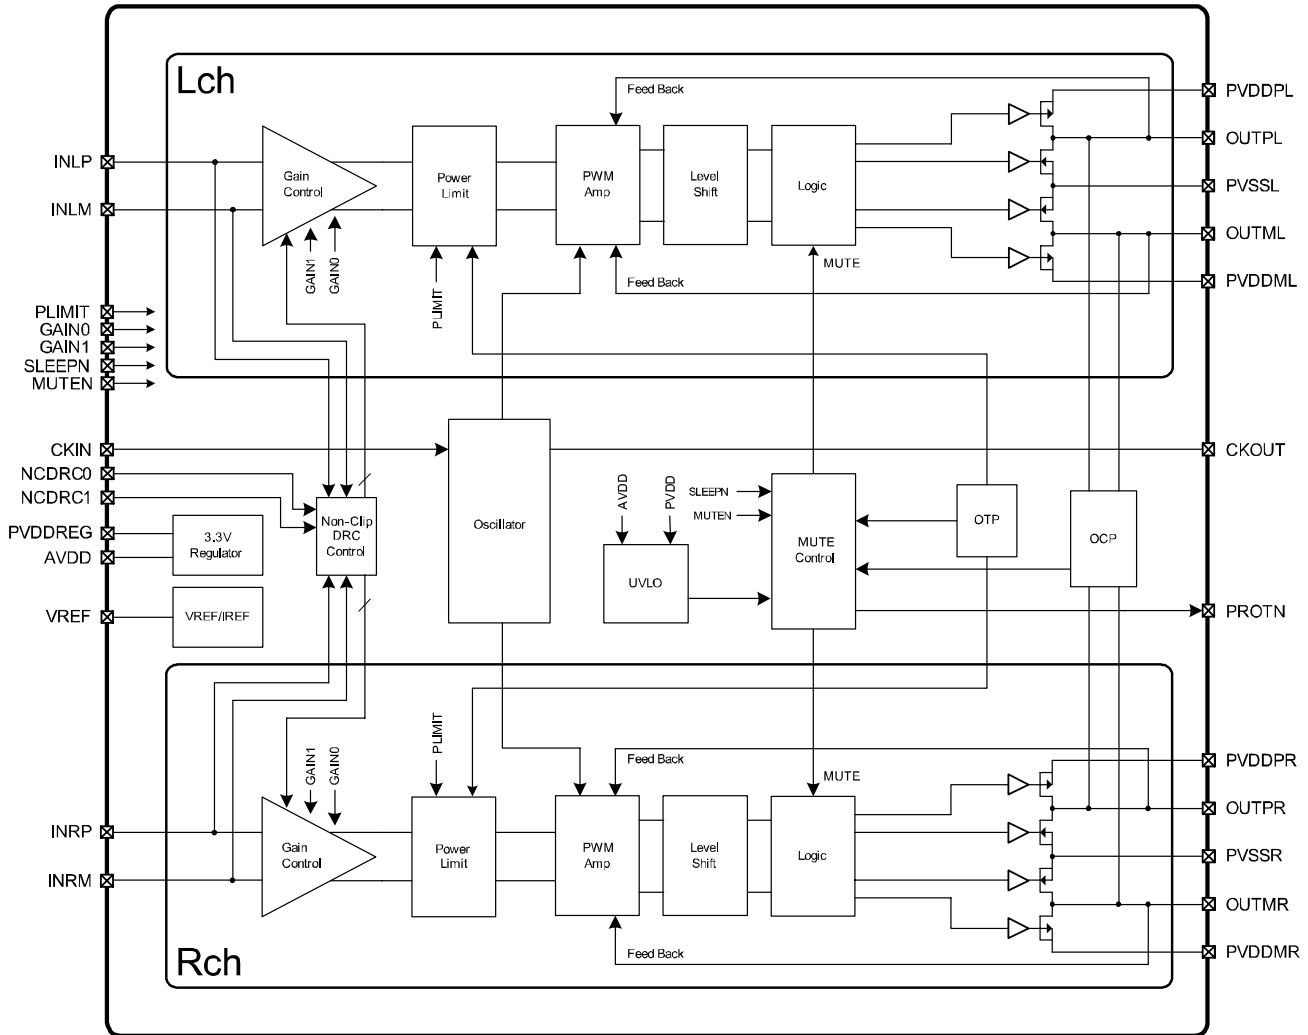 Lch
Feed Back
PVDDPL
OUTPL
INLP
Gain
Control
Power
Limit
PWM
Amp
Level
Shift
Logic
PVSSL
INLM
OUTML
GAIN1
GAIN0
PLIMIT
Feed Back
MUTE
PVDDML
PLIMIT
GAIN0
GAIN1
SLEEPN
MUTEN
CKIN
CKOUT
NCDRC0
NCDRC1
Non-Clip
DRC
Control
Oscillator
AVDD
PVDD
SLEEPN
MUTEN
MUTE
Control
OTP
OCP
PVDDREG
AVDD
3.3V
Regulator
UVLO
VREF
VREF/IREF
PROTN
GAIN1
GAIN0
PLIMIT
Feed Back
MUTE
PVDDPR
OUTPR
INRP
Gain
Control
Power
Limit
PWM
Amp
Level
Shift
Logic
PVSSR
INRM
OUTMR
Rch
Feed Back
PVDDMR